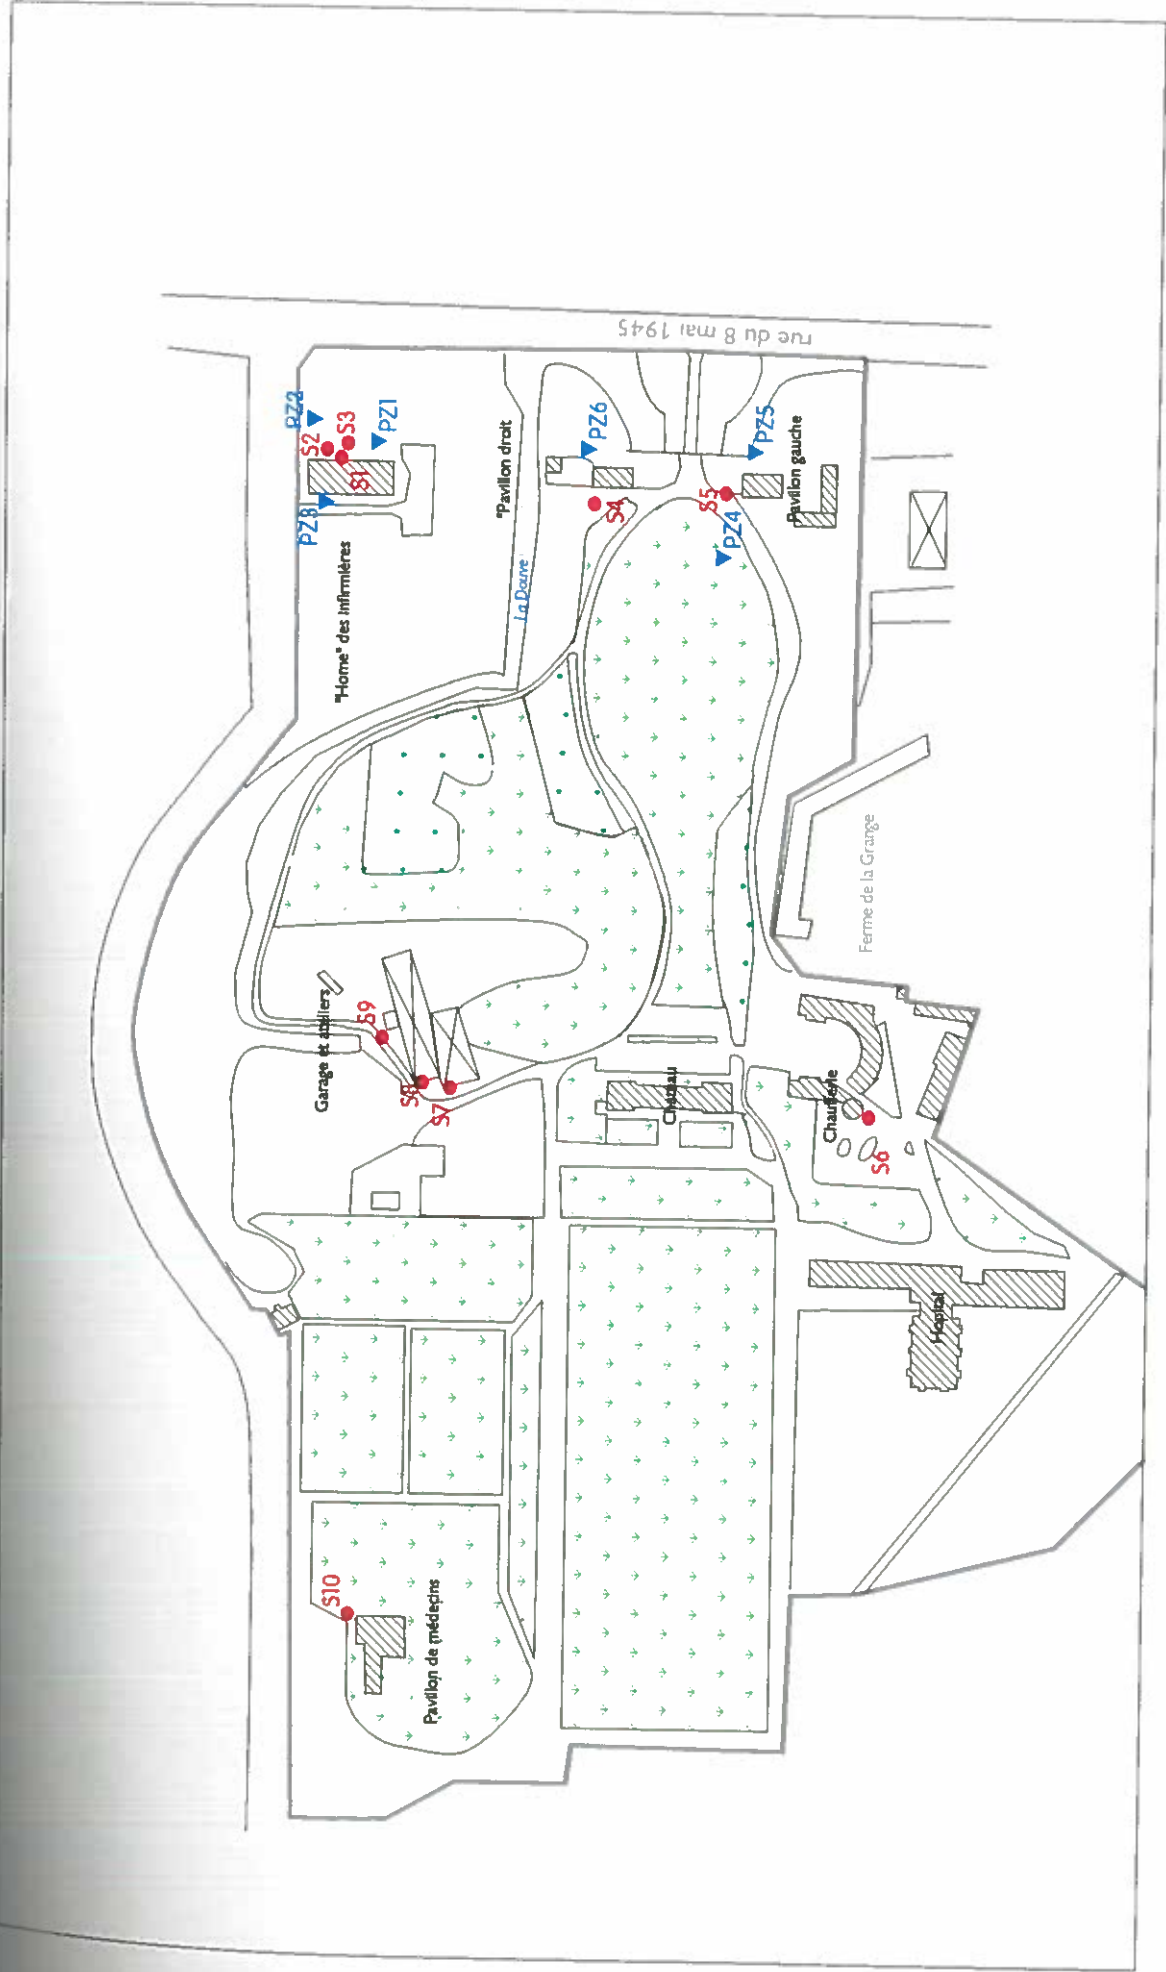 rue du 8 mai 1945
PZ2
S2
S3
PZ1
S1
PZ3
"Home" des Infirmières
"Pavillon droit
La Douve
PZ6
S4
PZ5
Pavillon gauche
S5
PZ4
Ferme de la Grange
Garage et ateliers
S9
S8
S7
Chateau
Chaufferie
S6
Hopital
S10
Pavillon de médecins